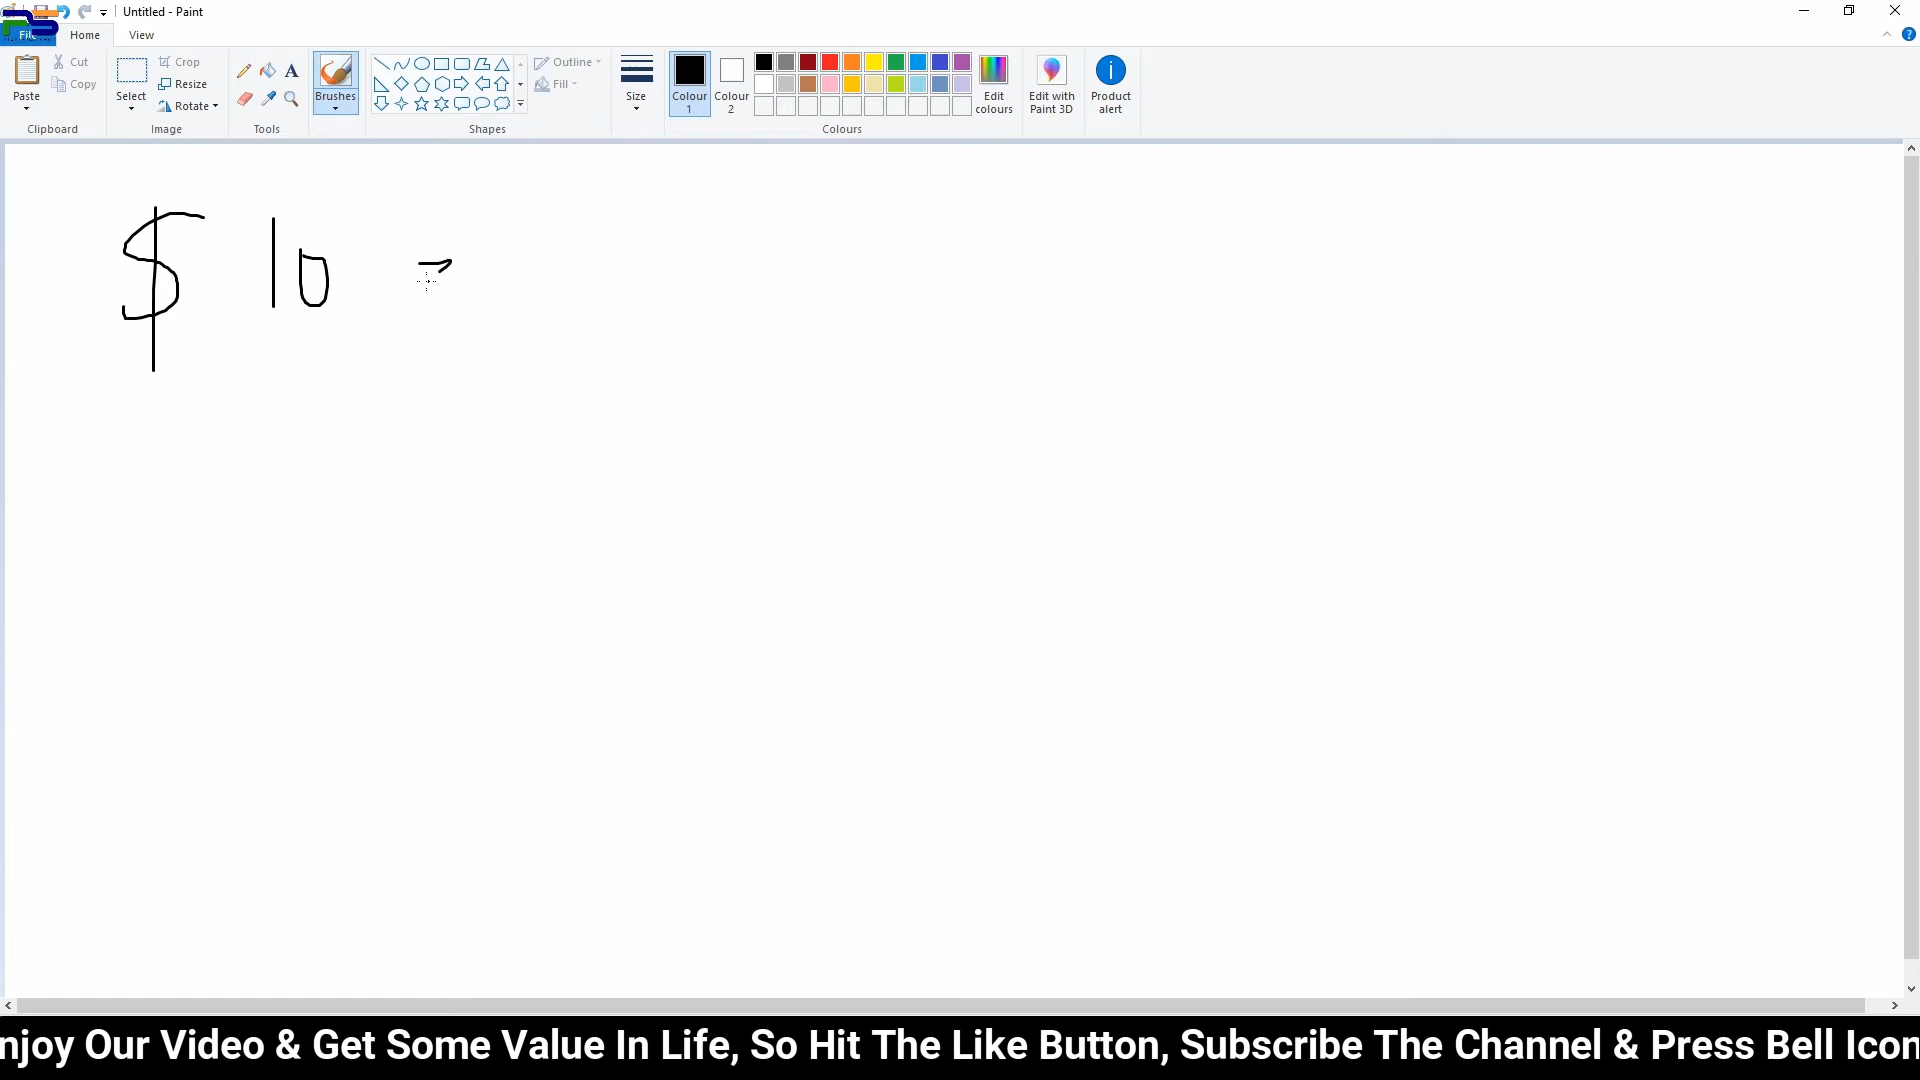 Untitled - Paint
File Home View
Paste Cut Copy Select Crop Resize Rotate Brushes Outline Fill Size Colour 1 Colour 2 Edit colours Edit with Paint 3D Product alert
Clipboard Image Tools Shapes Colours
$ 10
njoy Our Video & Get Some Value In Life, So Hit The Like Button, Subscribe The Channel & Press Bell Icon